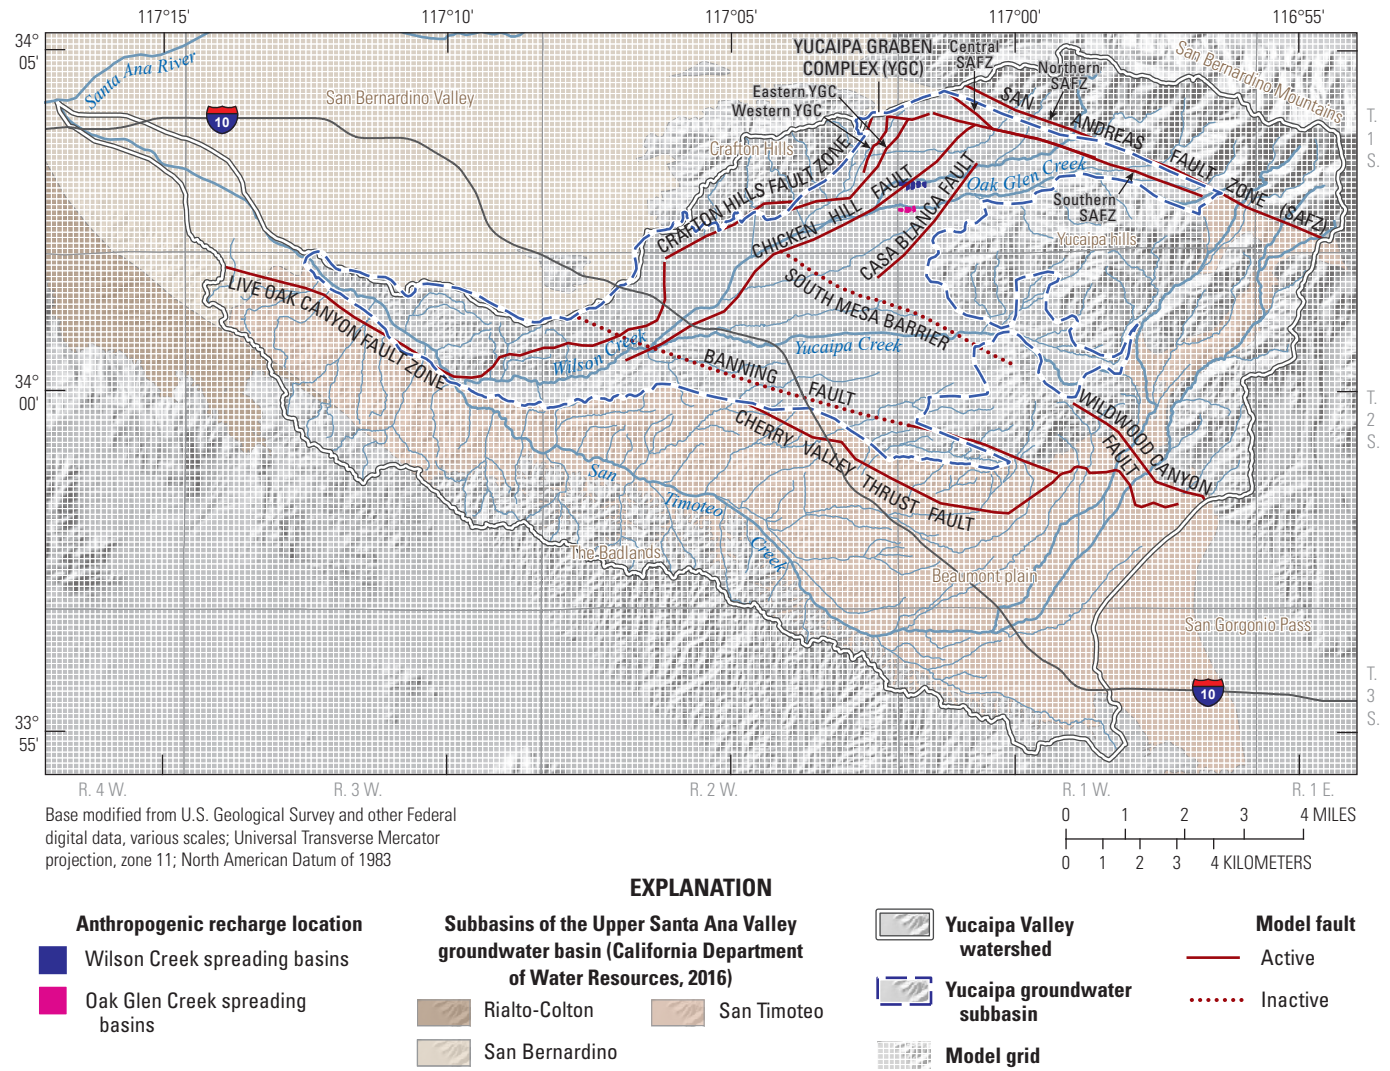 117°15'
117°10'
117°05'
117°00'
116°55'
34°
05'
34°
00'
33°
55'
T.
1
S.
T.
2
S.
T.
3
S.
Santa Ana River
San Bernardino Valley
10
YUCAIPA GRABEN
COMPLEX (YGC)
Eastern YGC
Western YGC
Central
SAFZ
Northern
SAFZ
San Bernardino Mountains
SAN ANDREAS FAULT ZONE (SAFZ)
Crafton Hills
CRAFTON HILLS FAULT ZONE
CHICKEN HILL FAULT
CASA BLANCA FAULT
Oak Glen Creek
Southern
SAFZ
Yucaipa hills
LIVE OAK CANYON FAULT ZONE
SOUTH MESA BARRIER
Wilson Creek
Yucaipa Creek
BANNING FAULT
CHERRY VALLEY THRUST FAULT
WILDWOOD CANYON
FAULT
San Timoteo Creek
The Badlands
Beaumont plain
San Gorgonio Pass
10
R. 4 W.
R. 3 W.
R. 2 W.
R. 1 W.
R. 1 E.
Base modified from U.S. Geological Survey and other Federal
digital data, various scales; Universal Transverse Mercator
projection, zone 11; North American Datum of 1983
0 1 2 3 4 MILES
0 1 2 3 4 KILOMETERS
EXPLANATION
Anthropogenic recharge location
Wilson Creek spreading basins
Oak Glen Creek spreading
basins
Subbasins of the Upper Santa Ana Valley
groundwater basin (California Department
of Water Resources, 2016)
Rialto-Colton
San Timoteo
San Bernardino
Yucaipa Valley
watershed
Yucaipa groundwater
subbasin
Model grid
Model fault
Active
Inactive